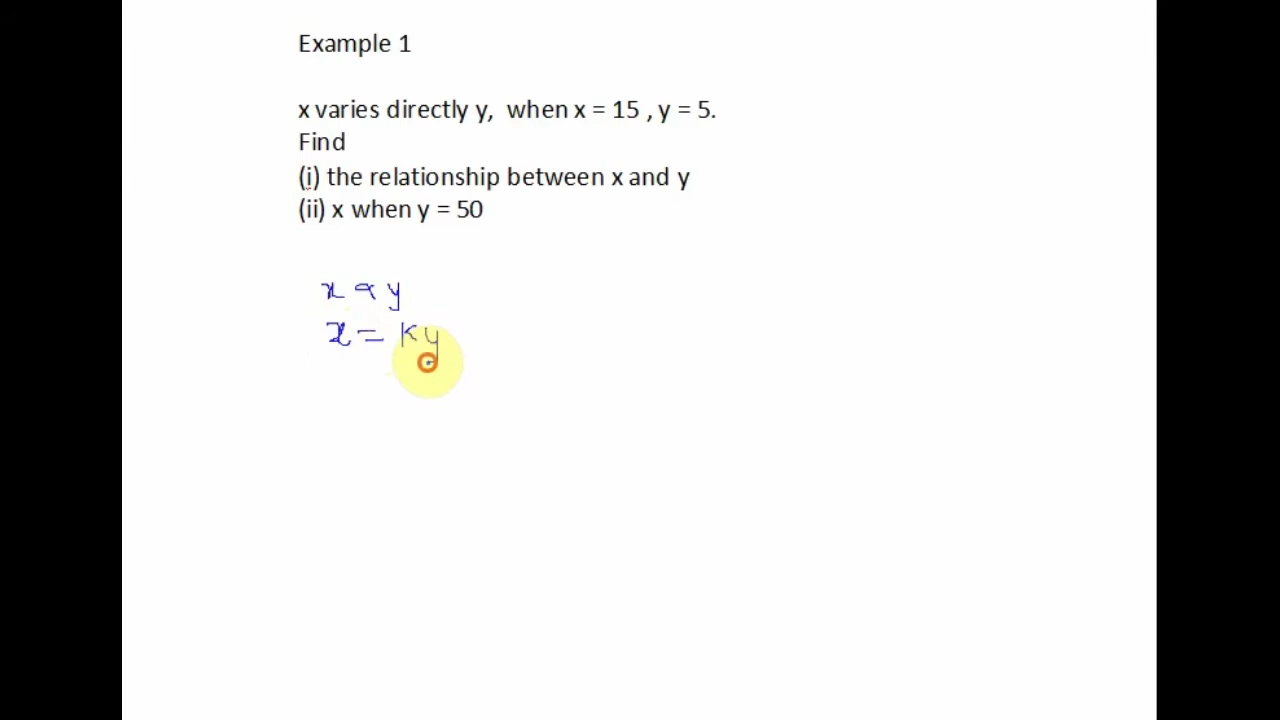 Example 1
x varies directly y, when x = 15 , y = 5.
Find
(i) the relationship between x and y
(ii) x when y = 50
x ∝ y
x = ky